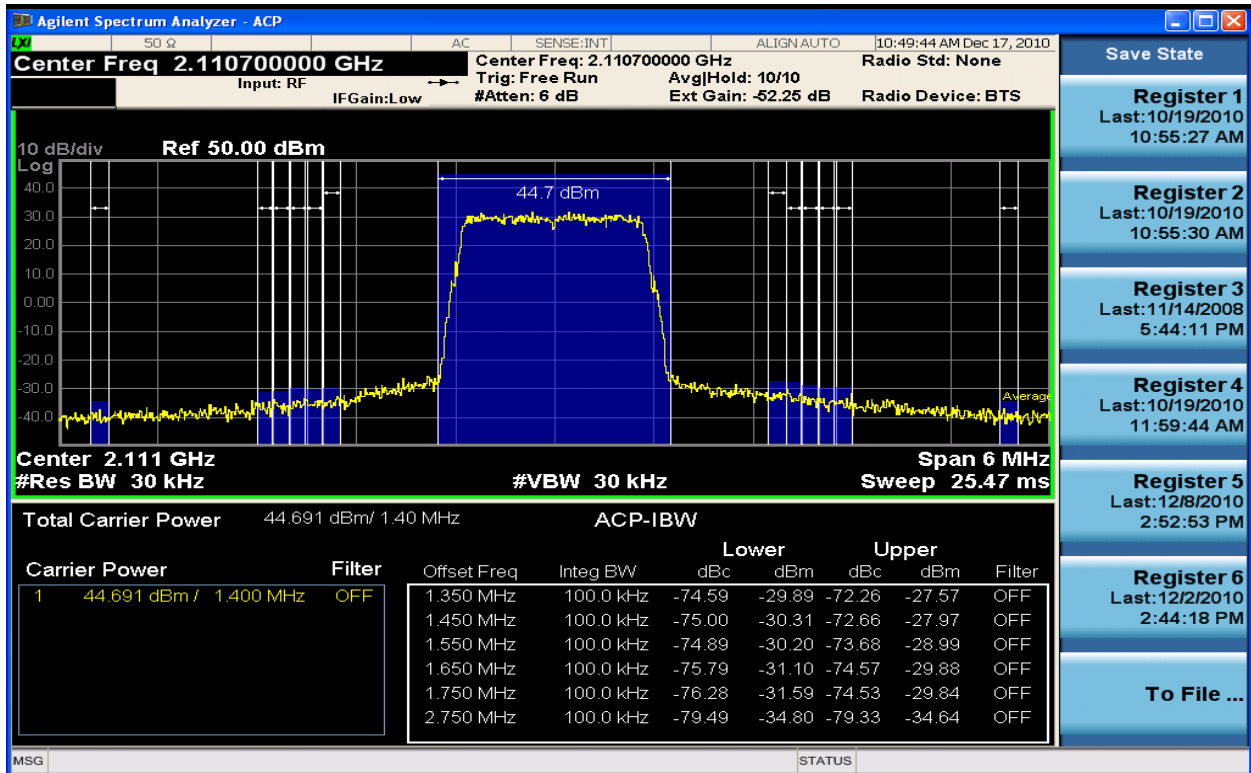 Agilent Spectrum Analyzer - ACP
LXI 50 Ω AC SENSE:INT ALIGN AUTO 10:49:44 AM Dec 17, 2010
Center Freq 2.110700000 GHz
Input: RF
IFGain:Low
Center Freq: 2.110700000 GHz
Trig: Free Run Avg|Hold: 10/10
#Atten: 6 dB Ext Gain: -52.25 dB
Radio Std: None
Radio Device: BTS
10 dB/div Ref 50.00 dBm
Log
40.0
30.0
20.0
10.0
0.00
-10.0
-20.0
-30.0
-40.0
44.7 dBm
Average
Center 2.111 GHz Span 6 MHz
#Res BW 30 kHz #VBW 30 kHz Sweep 25.47 ms
Total Carrier Power 44.691 dBm/ 1.40 MHz ACP-IBW
Lower Upper
Carrier Power Filter
1 44.691 dBm / 1.400 MHz OFF
Offset Freq Integ BW dBc dBm dBc dBm Filter
1.350 MHz 100.0 kHz -74.59 -29.89 -72.26 -27.57 OFF
1.450 MHz 100.0 kHz -75.00 -30.31 -72.66 -27.97 OFF
1.550 MHz 100.0 kHz -74.89 -30.20 -73.68 -28.99 OFF
1.650 MHz 100.0 kHz -75.79 -31.10 -74.57 -29.88 OFF
1.750 MHz 100.0 kHz -76.28 -31.59 -74.53 -29.84 OFF
2.750 MHz 100.0 kHz -79.49 -34.80 -79.33 -34.64 OFF
MSG STATUS
Save State
Register 1
Last:10/19/2010
10:55:27 AM
Register 2
Last:10/19/2010
10:55:30 AM
Register 3
Last:11/14/2008
5:44:11 PM
Register 4
Last:10/19/2010
11:59:44 AM
Register 5
Last:12/8/2010
2:52:53 PM
Register 6
Last:12/2/2010
2:44:18 PM
To File ...